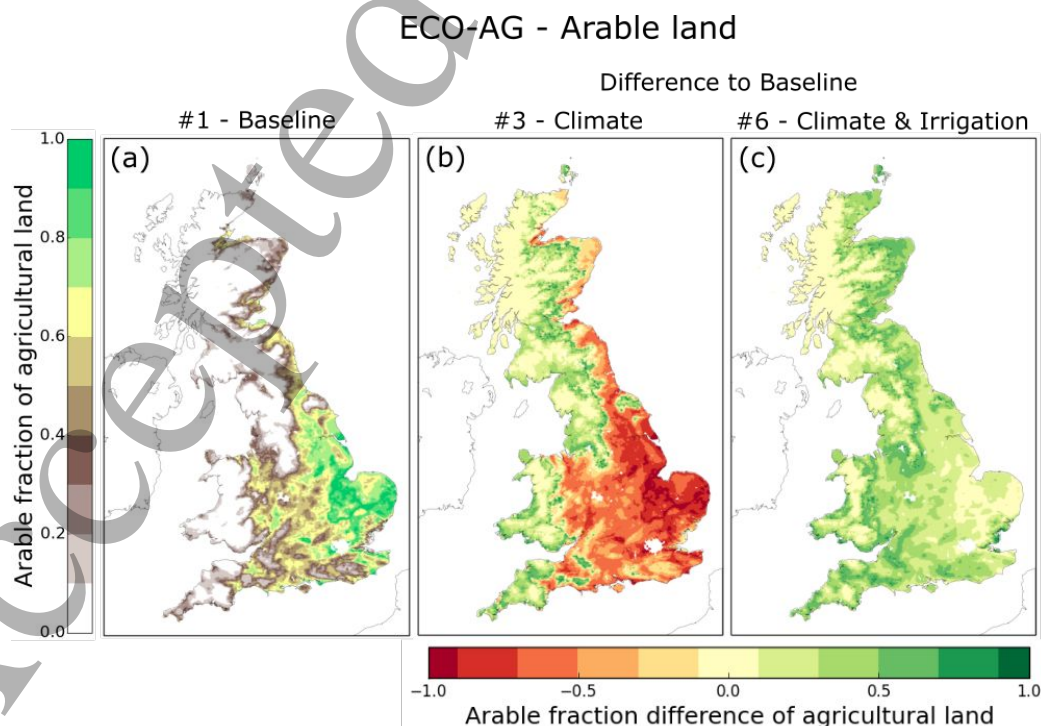 ECO-AG - Arable land
Difference to Baseline
#1 - Baseline
#3 - Climate
#6 - Climate & Irrigation
(a)
(b)
(c)
Arable fraction of agricultural land
1.0
0.8
0.6
0.4
0.2
0.0
−1.0
−0.5
0.0
0.5
1.0
Arable fraction difference of agricultural land
ccepted